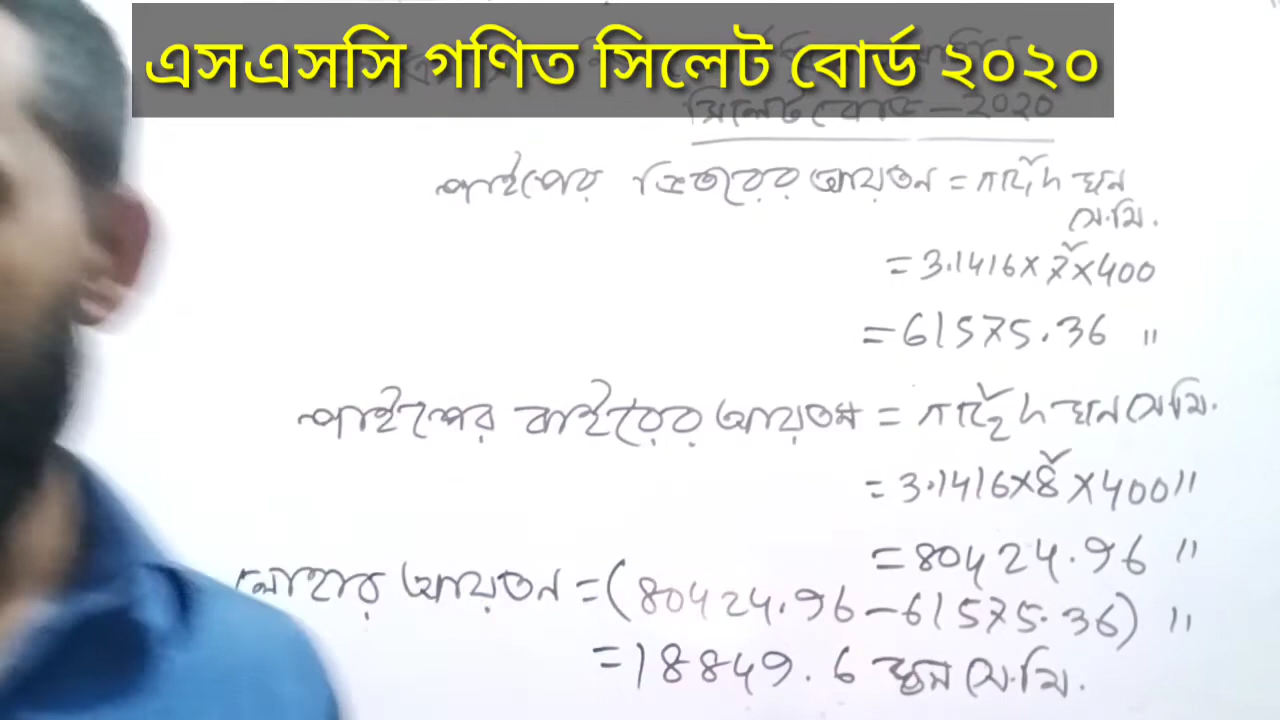 এসএসসি গণিত সিলেট বোর্ড ২০২০
সিলেট বোর্ড – ২০২০
পাইপের ভিতরের আয়তন = πr₁²h ঘন
সে.মি.
= 3.1416 × 7² × 400
= 61575.36 "
পাইপের বাইরের আয়তন = πr₂²h ঘন সে.মি.
= 3.1416 × 8² × 400 "
= 80424.96 "
লোহার আয়তন = (80424.96 – 61575.36) "
= 18849.6 ঘন সে.মি.